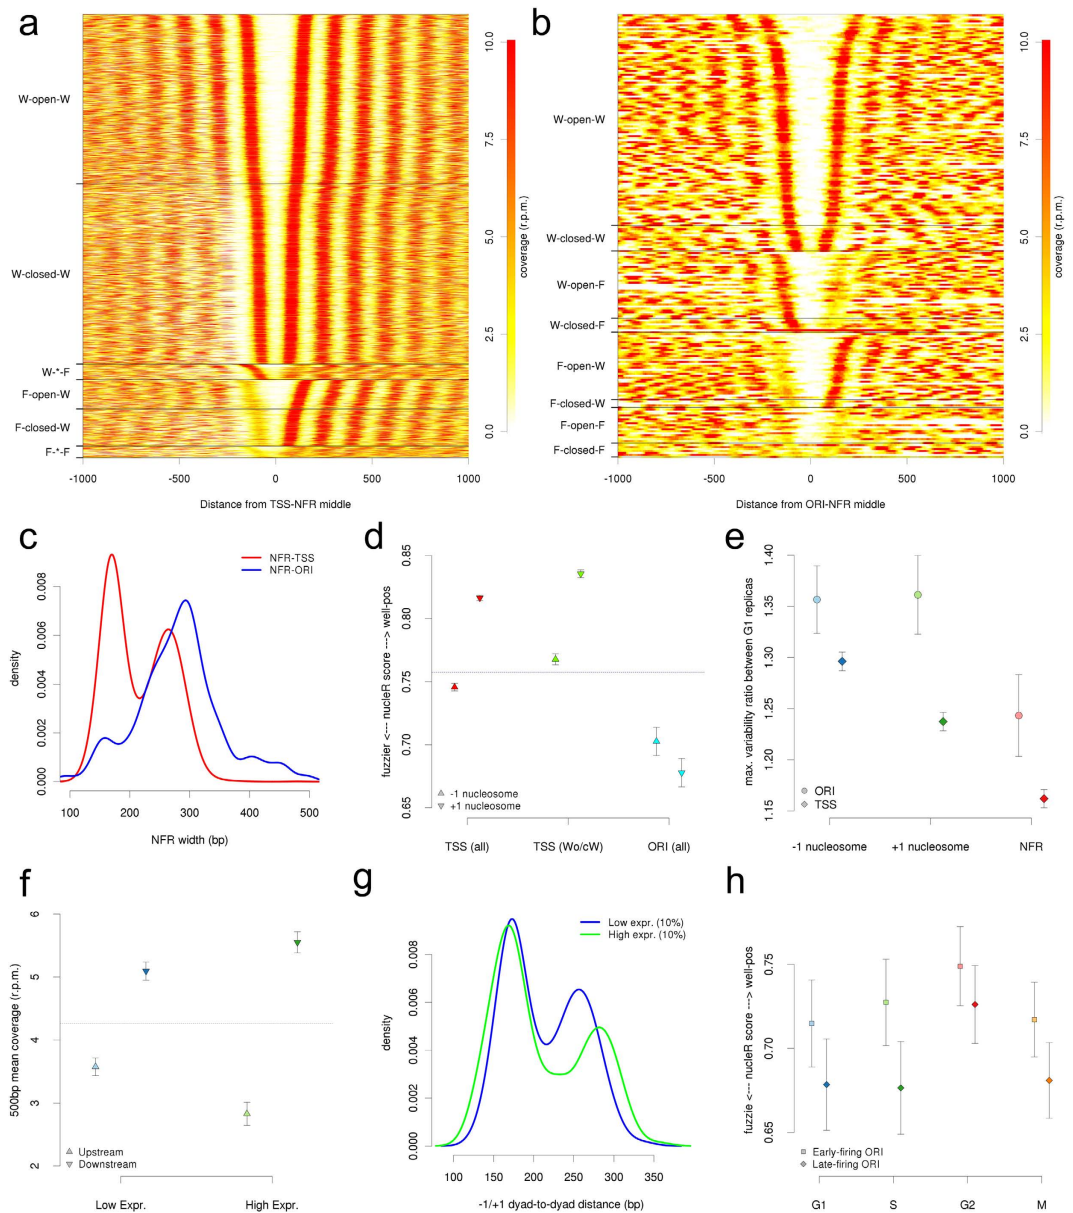 a
W-open-W
W-closed-W
W-*-F
F-open-W
F-closed-W
F-*-F
-1000
-500
0
500
1000
Distance from TSS-NFR middle
10.0
7.5
5.0
2.5
0.0
coverage (r.p.m.)
b
W-open-W
W-closed-W
W-open-F
W-closed-F
F-open-W
F-closed-W
F-open-F
F-closed-F
-1000
-500
0
500
1000
Distance from ORI-NFR middle
10.0
7.5
5.0
2.5
0.0
coverage (r.p.m.)
c
NFR-TSS
NFR-ORI
density
0.008
0.006
0.004
0.002
0.000
100
200
300
400
500
NFR width (bp)
d
fuzzier <--- nucleR score ---> well-pos
0.85
0.80
0.75
0.70
0.65
-1 nucleosome
+1 nucleosome
TSS (all)
TSS (Wo/cW)
ORI (all)
e
max. variability ratio between G1 replicas
1.40
1.35
1.30
1.25
1.20
1.15
ORI
TSS
-1 nucleosome
+1 nucleosome
NFR
f
500bp mean coverage (r.p.m.)
6
5
4
3
2
Upstream
Downstream
Low Expr.
High Expr.
g
Low expr. (10%)
High expr. (10%)
density
0.008
0.006
0.004
0.002
0.000
100
150
200
250
300
350
-1/+1 dyad-to-dyad distance (bp)
h
fuzzie <--- nucleR score ---> well-pos
0.75
0.70
0.65
Early-firing ORI
Late-firing ORI
G1
S
G2
M